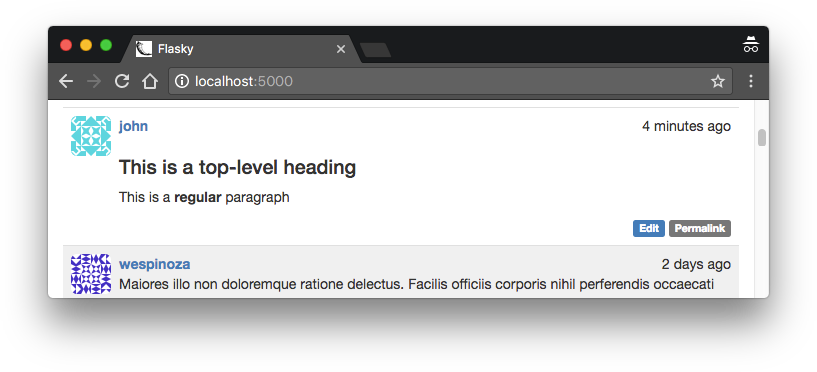 Flasky
localhost:5000
john 4 minutes ago
This is a top-level heading
This is a regular paragraph
Edit Permalink
wespinoza 2 days ago
Maiores illo non doloremque ratione delectus. Facilis officiis corporis nihil perferendis occaecati